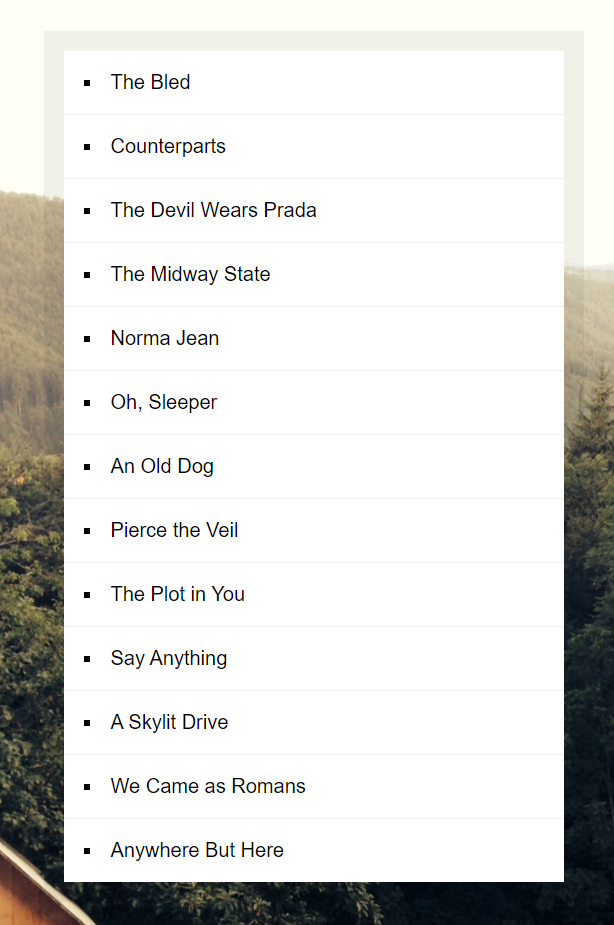 The Bled
Counterparts
The Devil Wears Prada
The Midway State
Norma Jean
Oh, Sleeper
An Old Dog
Pierce the Veil
The Plot in You
Say Anything
A Skylit Drive
We Came as Romans
Anywhere But Here